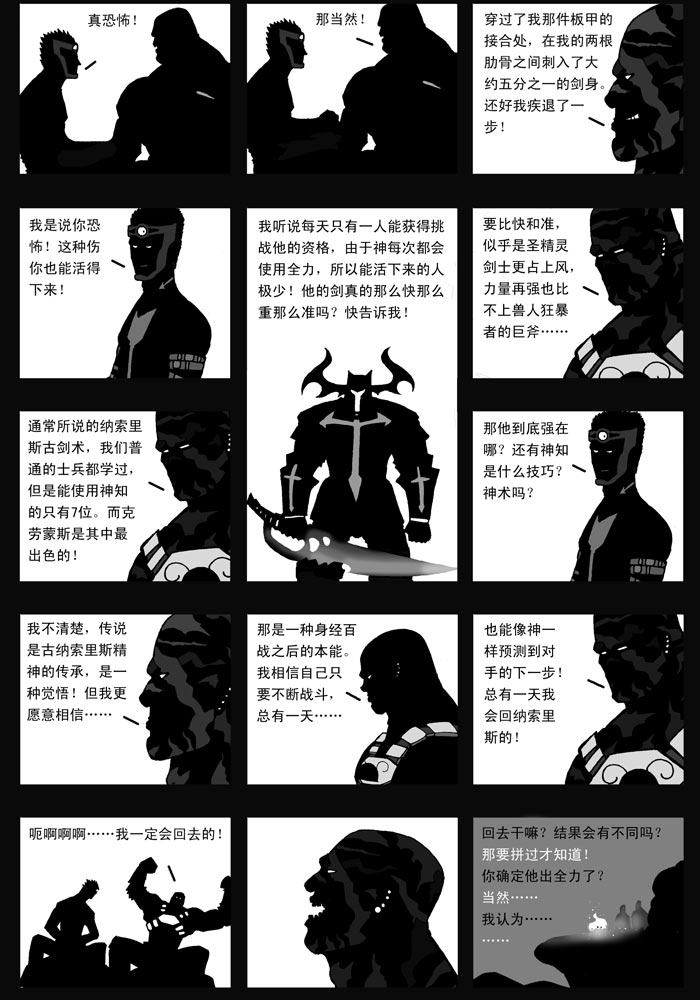 真恐怖！
那当然！
穿过了我那件板甲的
接合处，在我的两根
肋骨之间刺入了大
约五分之一的剑身。
还好我疾退了一
步！
我是说你恐
怖！这种伤
你也能活得
下来！
我听说每天只有一人能获得挑
战他的资格，由于神每次都会
使用全力，所以能活下来的人
极少！他的剑真的那么快那么
重那么准吗？快告诉我！
要比快和准，
似乎是圣精灵
剑士更占上风，
力量再强也比
不上兽人狂暴
者的巨斧……
通常所说的纳索里
斯古剑术，我们普
通的士兵都学过，
但是能使用神知
的只有7位。而克
劳蒙斯是其中最
出色的！
那他到底强在
哪？还有神知
是什么技巧？
神术吗？
我不清楚，传说
是古纳索里斯精
神的传承，是一
种觉悟！但我更
愿意相信……
那是一种身经百
战之后的本能。
我相信自己只
要不断战斗，
总有一天……
也能像神一
样预测到对
手的下一步！
总有一天我
会回纳索里
斯的！
呃啊啊啊……我一定会回去的！
回去干嘛？结果会有不同吗？
那要拼过才知道！
你确定他出全力了？
当然……
我认为……
……